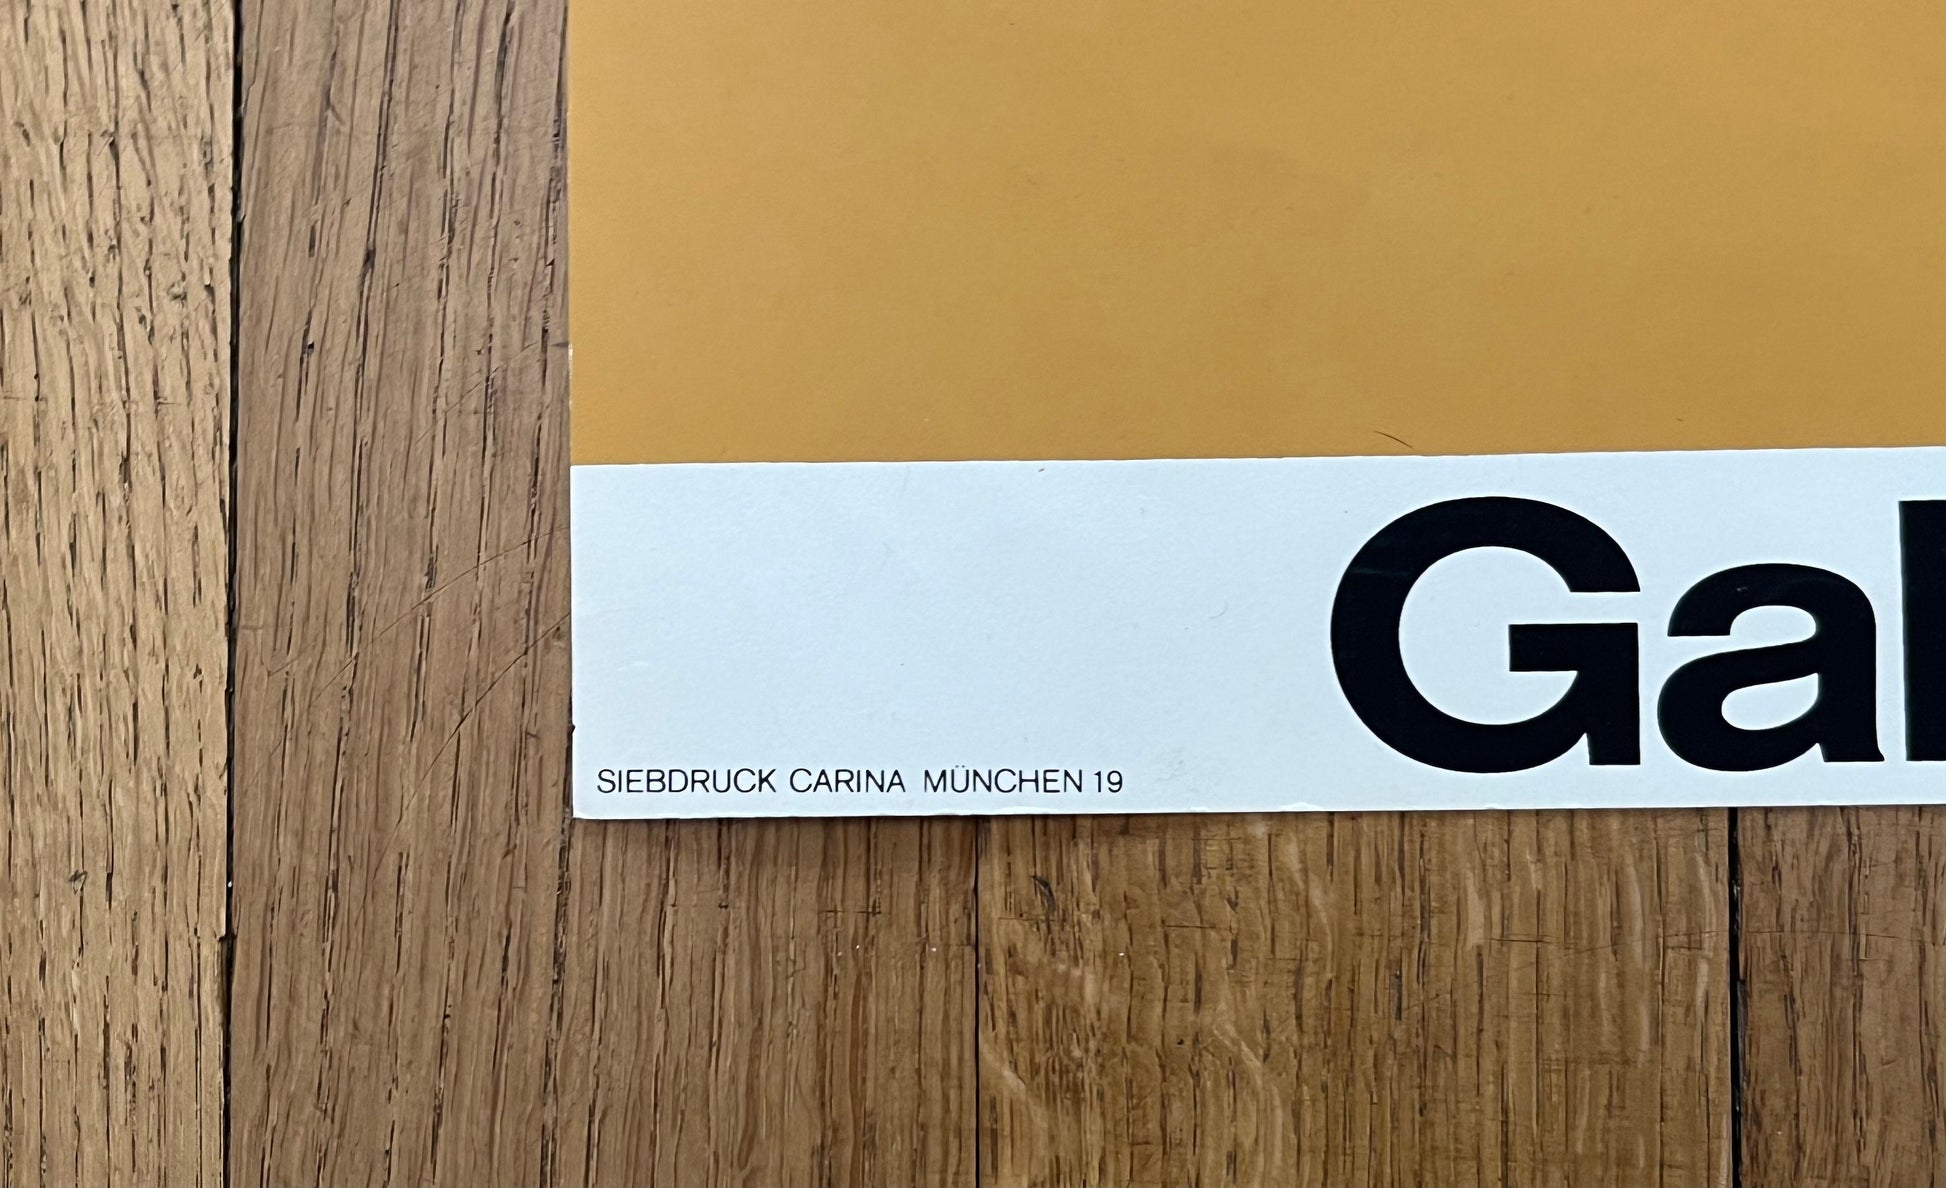 Gal
SIEBDRUCK CARINA MÜNCHEN 19